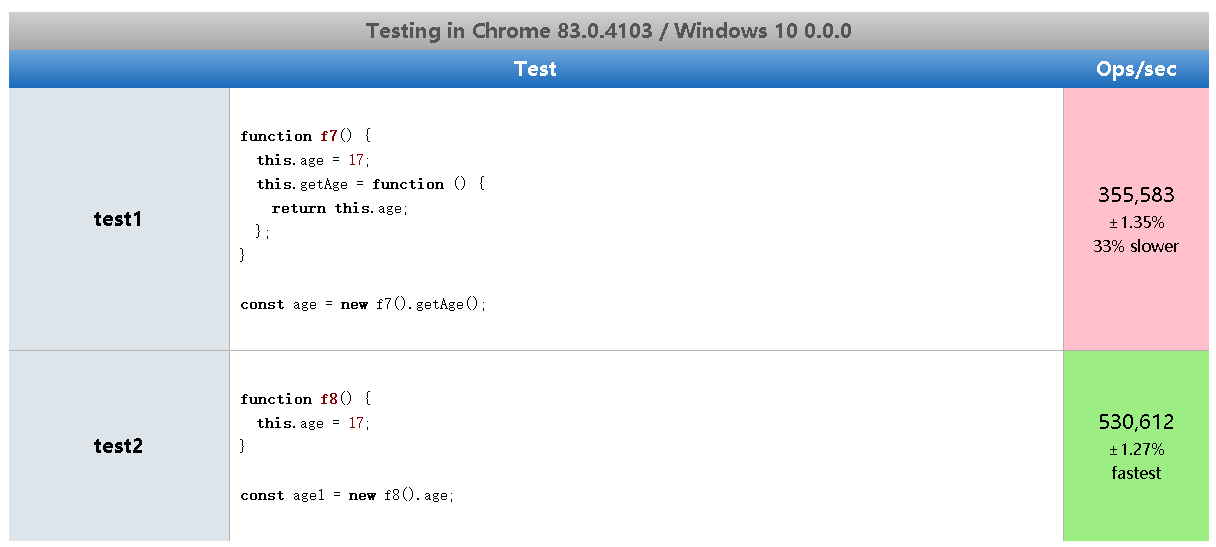 Testing in Chrome 83.0.4103 / Windows 10 0.0.0
Test Ops/sec
test1
function f7() {
  this.age = 17;
  this.getAge = function () {
    return this.age;
  };
}
const age = new f7().getAge();
355,583
±1.35%
33% slower
test2
function f8() {
  this.age = 17;
}
const age1 = new f8().age;
530,612
±1.27%
fastest